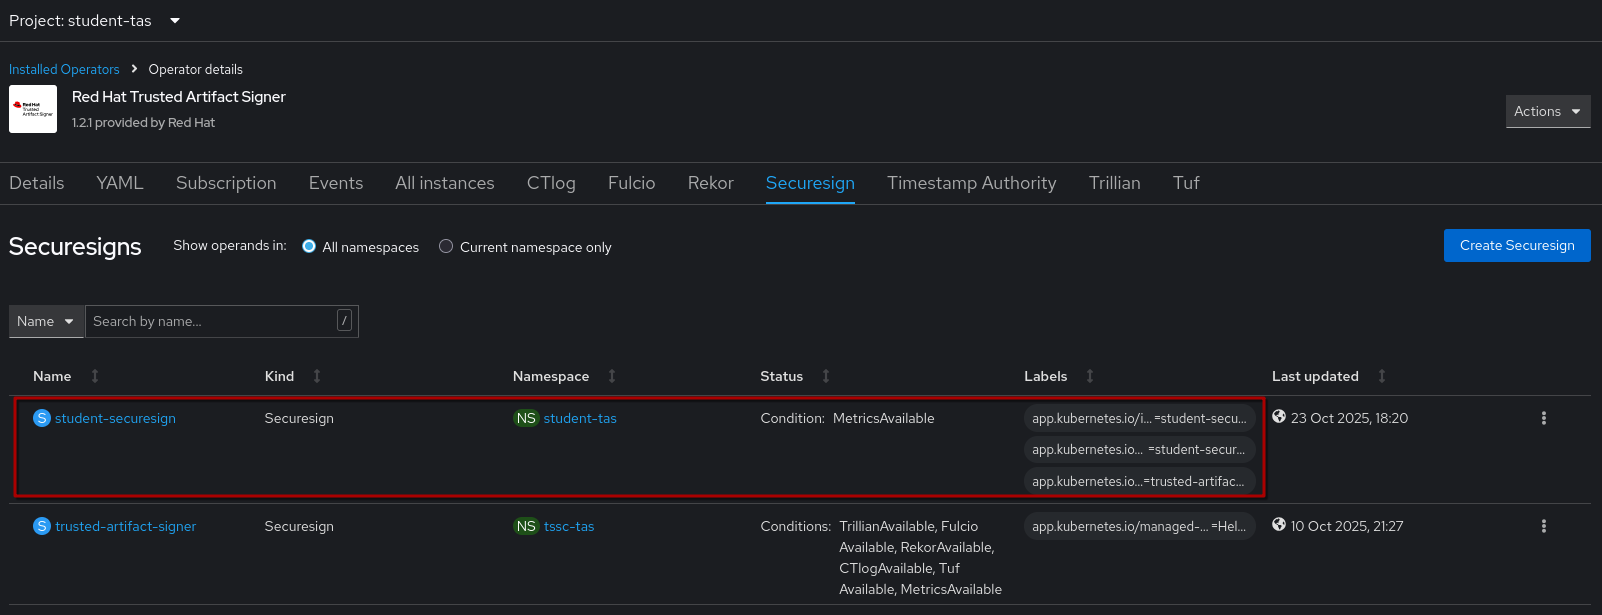 Project: student-tas
Installed Operators > Operator details
Red Hat
Trusted
Artifact Signer
Red Hat Trusted Artifact Signer
1.2.1 provided by Red Hat
Actions
Details YAML Subscription Events All instances CTlog Fulcio Rekor Securesign Timestamp Authority Trillian Tuf
Securesigns Show operands in: All namespaces Current namespace only Create Securesign
Name Search by name... /
Name Kind Namespace Status Labels Last updated
S student-securesign Securesign NS student-tas Condition: MetricsAvailable app.kubernetes.io/i... =student-secu... 23 Oct 2025, 18:20
app.kubernetes.io... =student-secur...
app.kubernetes.io...=trusted-artifac...
S trusted-artifact-signer Securesign NS tssc-tas Conditions: TrillianAvailable, Fulcio app.kubernetes.io/managed-... =Hel... 10 Oct 2025, 21:27
Available, RekorAvailable,
CTlogAvailable, Tuf
Available, MetricsAvailable